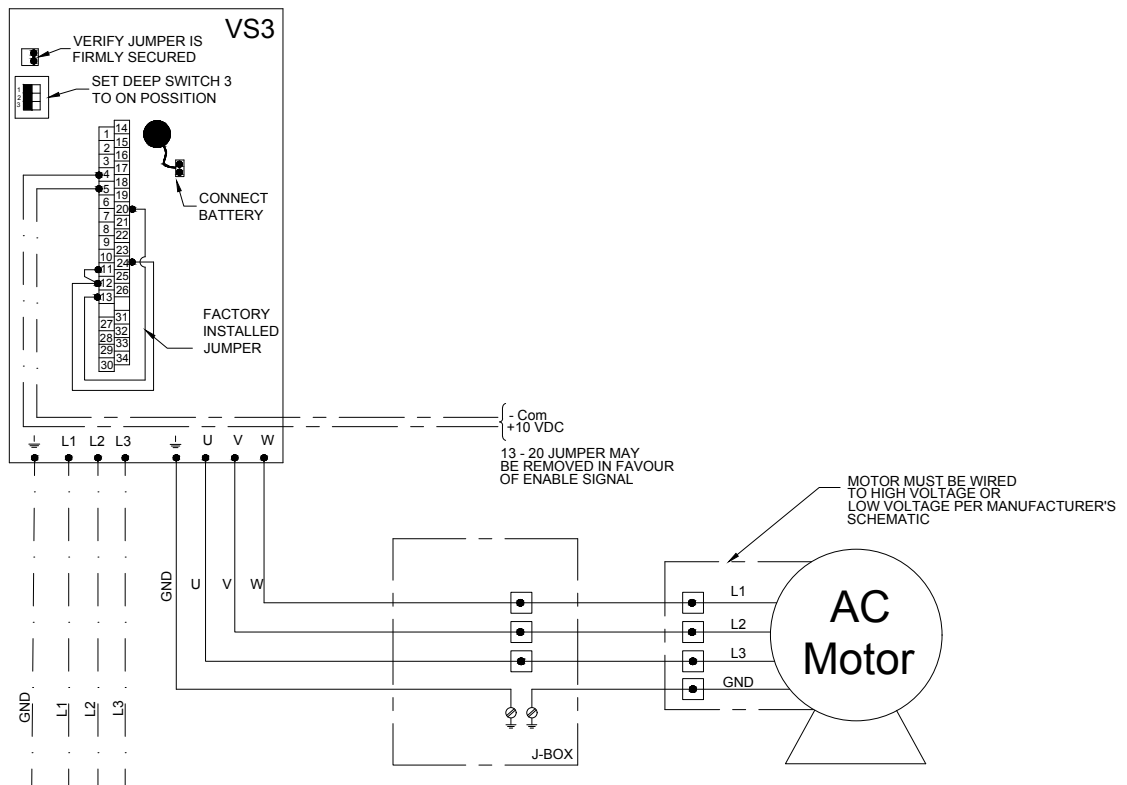 VS3
VERIFY JUMPER IS
FIRMLY SECURED
SET DEEP SWITCH 3
TO ON POSSITION
1
2
3
1
2
3
4
5
6
7
8
9
10
11
12
13
27
28
29
30
14
15
16
17
18
19
20
21
22
23
24
25
26
31
32
33
34
CONNECT
BATTERY
FACTORY
INSTALLED
JUMPER
- Com
+10 VDC
13 - 20 JUMPER MAY
BE REMOVED IN FAVOUR
OF ENABLE SIGNAL
L1 L2 L3 U V W
MOTOR MUST BE WIRED
TO HIGH VOLTAGE OR
LOW VOLTAGE PER MANUFACTURER'S
SCHEMATIC
GND U V W
L1
L2
L3
GND
AC
Motor
J-BOX
GND L1 L2 L3